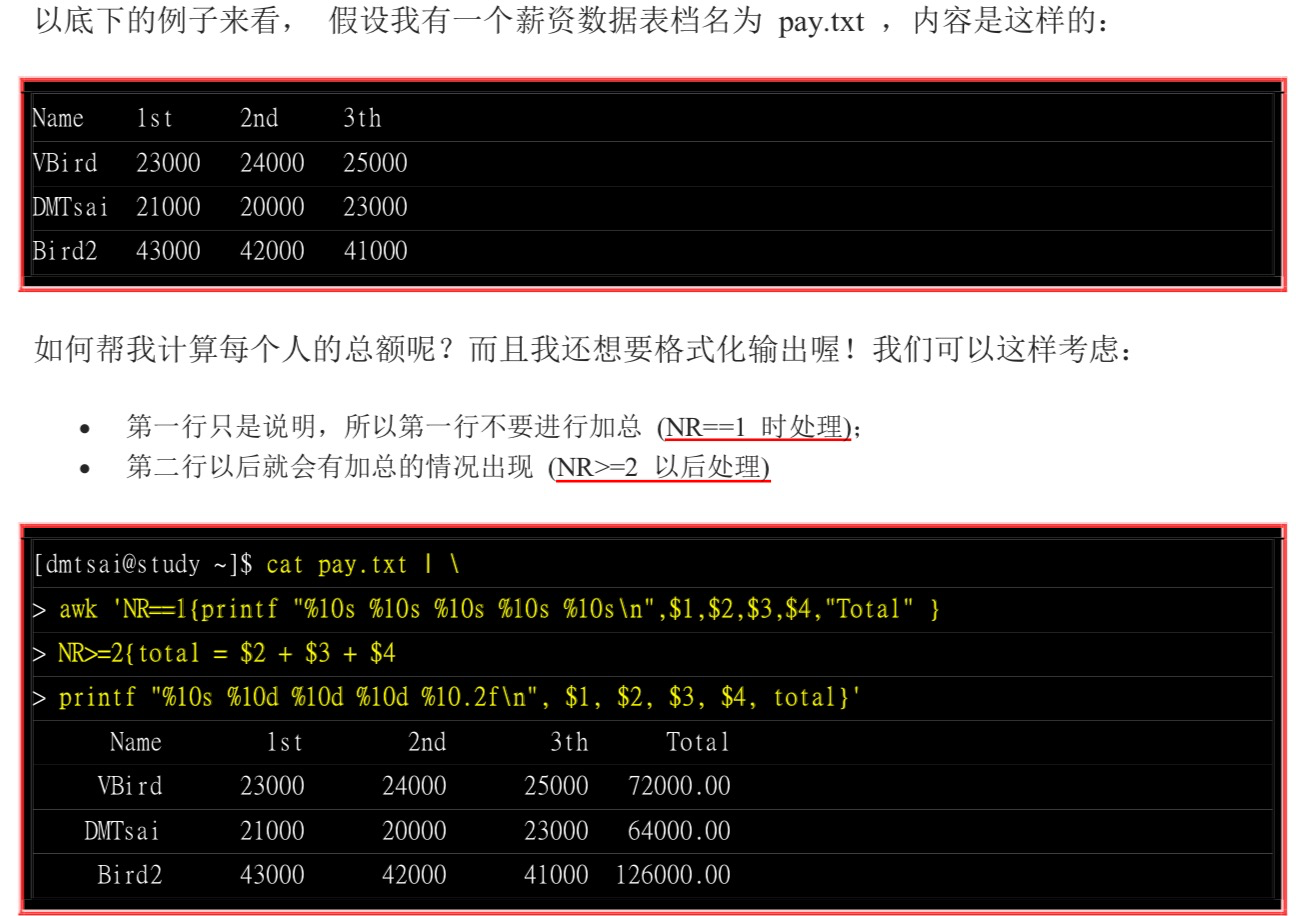 以底下的例子来看， 假设我有一个薪资数据表档名为 pay.txt ，内容是这样的：
Name 1st 2nd 3th
VBird 23000 24000 25000
DMTsai 21000 20000 23000
Bird2 43000 42000 41000
如何帮我计算每个人的总额呢？而且我还想要格式化输出喔！我们可以这样考虑：
• 第一行只是说明，所以第一行不要进行加总 (NR==1 时处理)；
• 第二行以后就会有加总的情况出现 (NR>=2 以后处理)
[dmtsai@study ~]$ cat pay.txt | \
> awk 'NR==1{printf "%10s %10s %10s %10s %10s\n",$1,$2,$3,$4,"Total" }
> NR>=2{total = $2 + $3 + $4
> printf "%10s %10d %10d %10d %10.2f\n", $1, $2, $3, $4, total}'
Name 1st 2nd 3th Total
VBird 23000 24000 25000 72000.00
DMTsai 21000 20000 23000 64000.00
Bird2 43000 42000 41000 126000.00